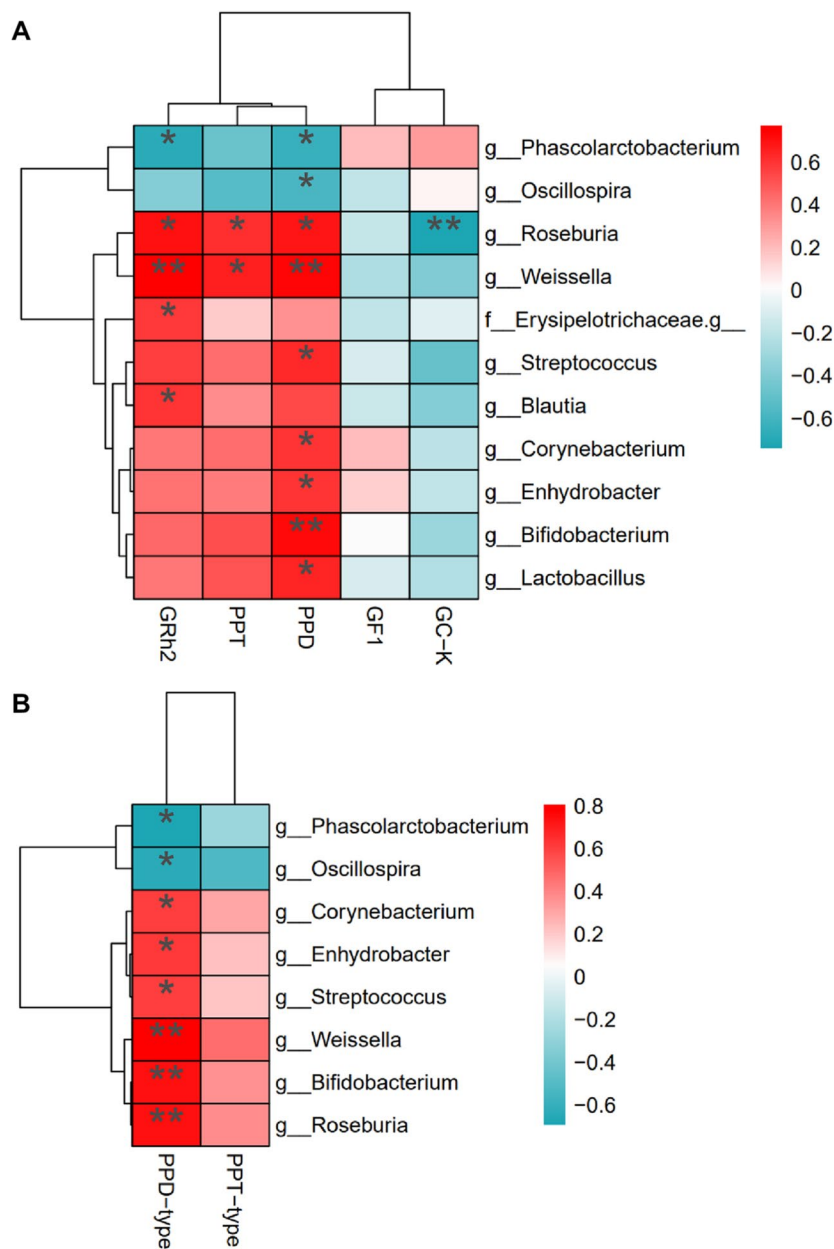 A
* *
g__Phascolarctobacterium
*
g__Oscillospira
* * * **
g__Roseburia
** * **
g__Weissella
*
f__Erysipelotrichaceae.g__
*
g__Streptococcus
*
g__Blautia
*
g__Corynebacterium
*
g__Enhydrobacter
**
g__Bifidobacterium
*
g__Lactobacillus
GRh2
PPT
PPD
GF1
GC-K
0.6
0.4
0.2
0
−0.2
−0.4
−0.6
B
*
g__Phascolarctobacterium
*
g__Oscillospira
*
g__Corynebacterium
*
g__Enhydrobacter
*
g__Streptococcus
**
g__Weissella
**
g__Bifidobacterium
**
g__Roseburia
PPD-type
PPT-type
0.8
0.6
0.4
0.2
0
−0.2
−0.4
−0.6